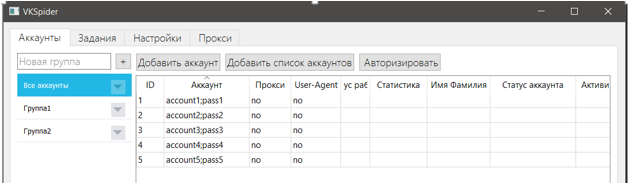 VKSpider
Аккаунты Задания Настройки Прокси
Новая группа + Добавить аккаунт Добавить список аккаунтов Авторизировать
Все аккаунты
Группа1
Группа2
ID Аккаунт Прокси User-Agent ус раб Статистика Имя Фамилия Статус аккаунта Активи
1 account1;pass1 no no
2 account2;pass2 no no
3 account3;pass3 no no
4 account4;pass4 no no
5 account5;pass5 no no